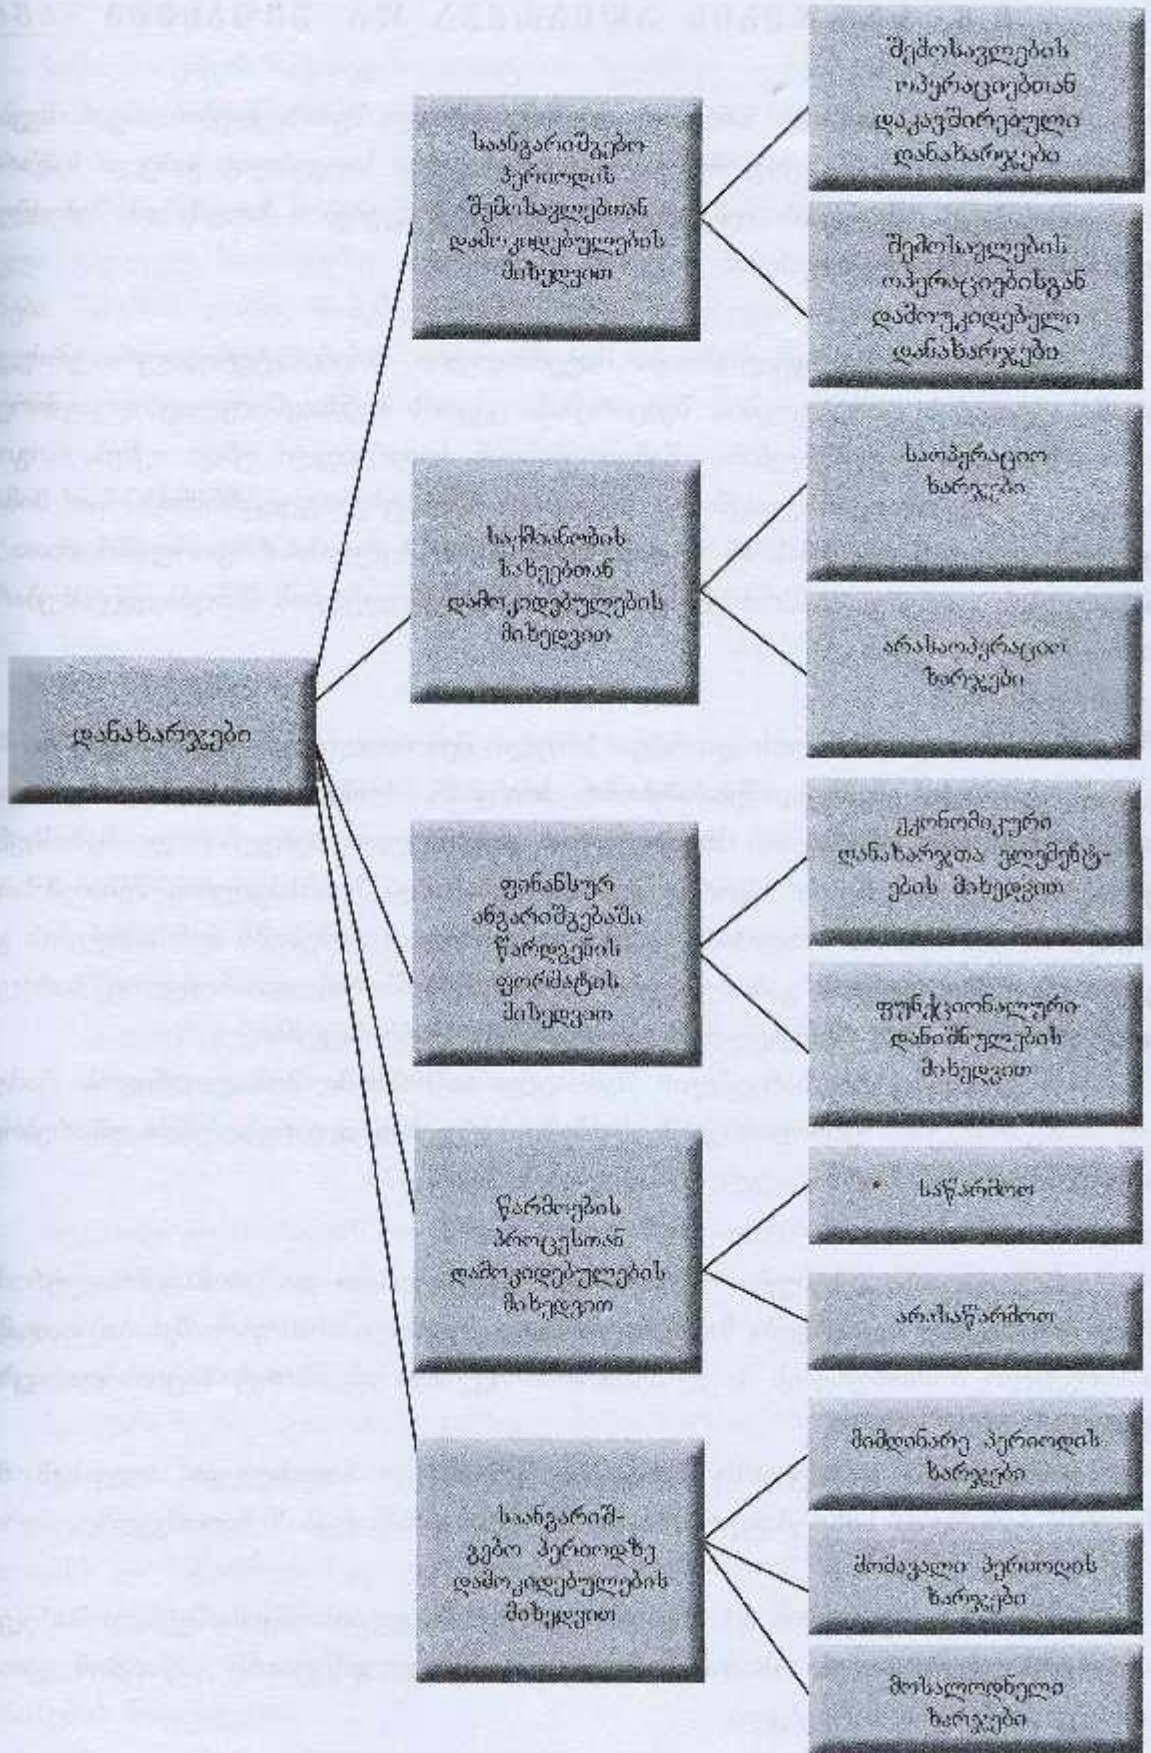 დანახარჯები
საანგარიშგებო
პერიოდის
შემოსავლებთან
დამოკიდებულების
მიხედვით
შემოსავლების
ოპერაციებთან
დაკავშირებული
დანახარჯები
შემოსავლების
ოპერაციებისგან
დამოუკიდებელი
დანახარჯები
საქმიანობის
სახეებთან
დამოკიდებულების
მიხედვით
საოპერაციო
ხარჯები
არასაოპერაციო
ხარჯები
ფინანსურ
ანგარიშგებაში
წარდგენის
ფორმატის
მიხედვით
ეკონომიკური
დანახარჯთა ელემენტ-
ების მიხედვით
ფუნქციონალური
დანიშნულების
მიხედვით
წარმოების
პროცესთან
დამოკიდებულების
მიხედვით
საწარმოო
არასაწარმოო
საანგარიშ-
გებო პერიოდზე
დამოკიდებულების
მიხედვით
მიმდინარე პერიოდის
ხარჯები
მომავალი პერიოდის
ხარჯები
მოსალოდნელი
ხარჯები